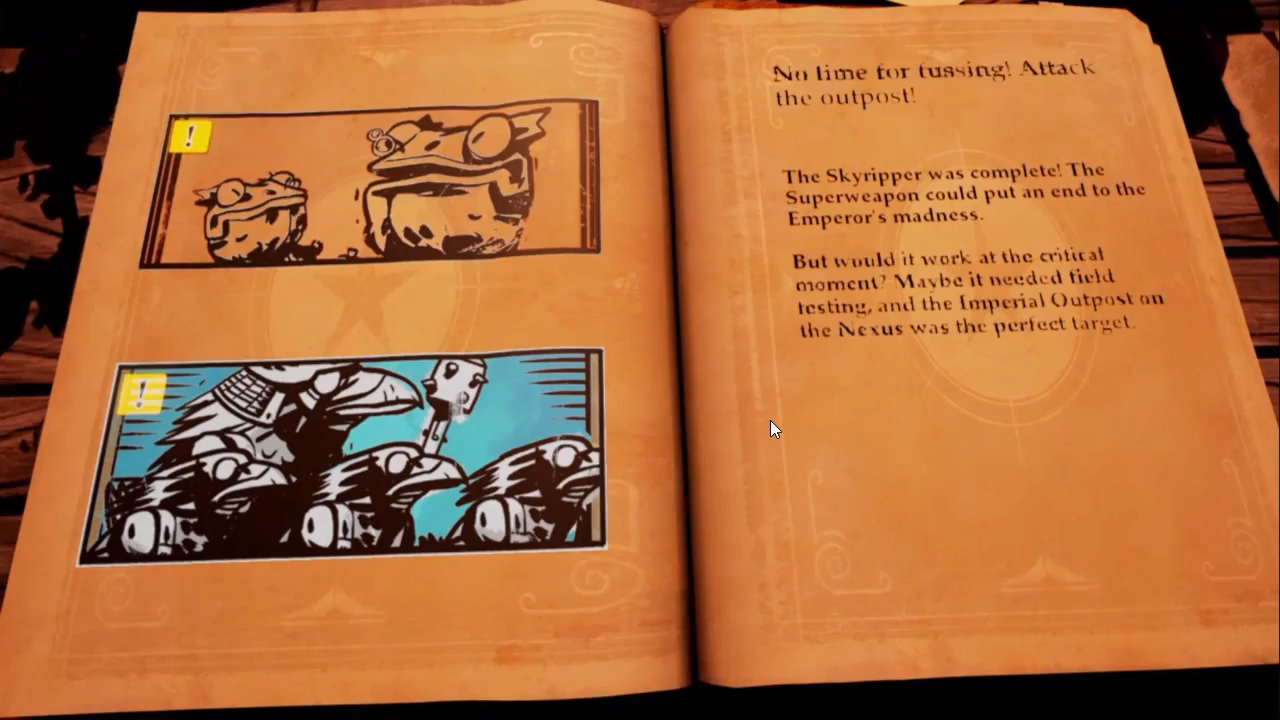 !
No time for fussing! Attack
the outpost!
The Skyripper was complete! The
Superweapon could put an end to the
Emperor's madness.
But would it work at the critical
moment? Maybe it needed field
testing, and the Imperial Outpost on
the Nexus was the perfect target.
!